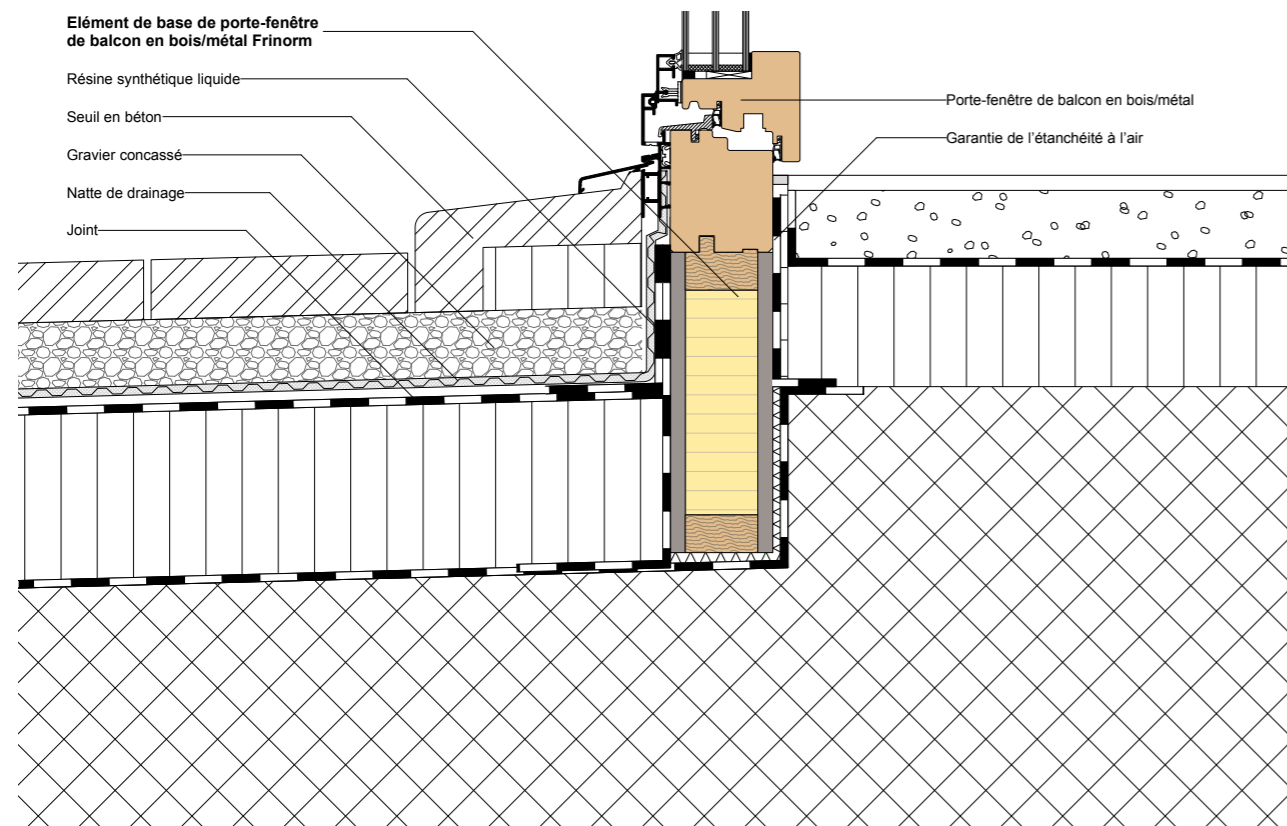 Elément de base de porte-fenêtre
de balcon en bois/métal Frinorm
Résine synthétique liquide
Seuil en béton
Gravier concassé
Natte de drainage
Joint
Porte-fenêtre de balcon en bois/métal
Garantie de l'étanchéité à l'air